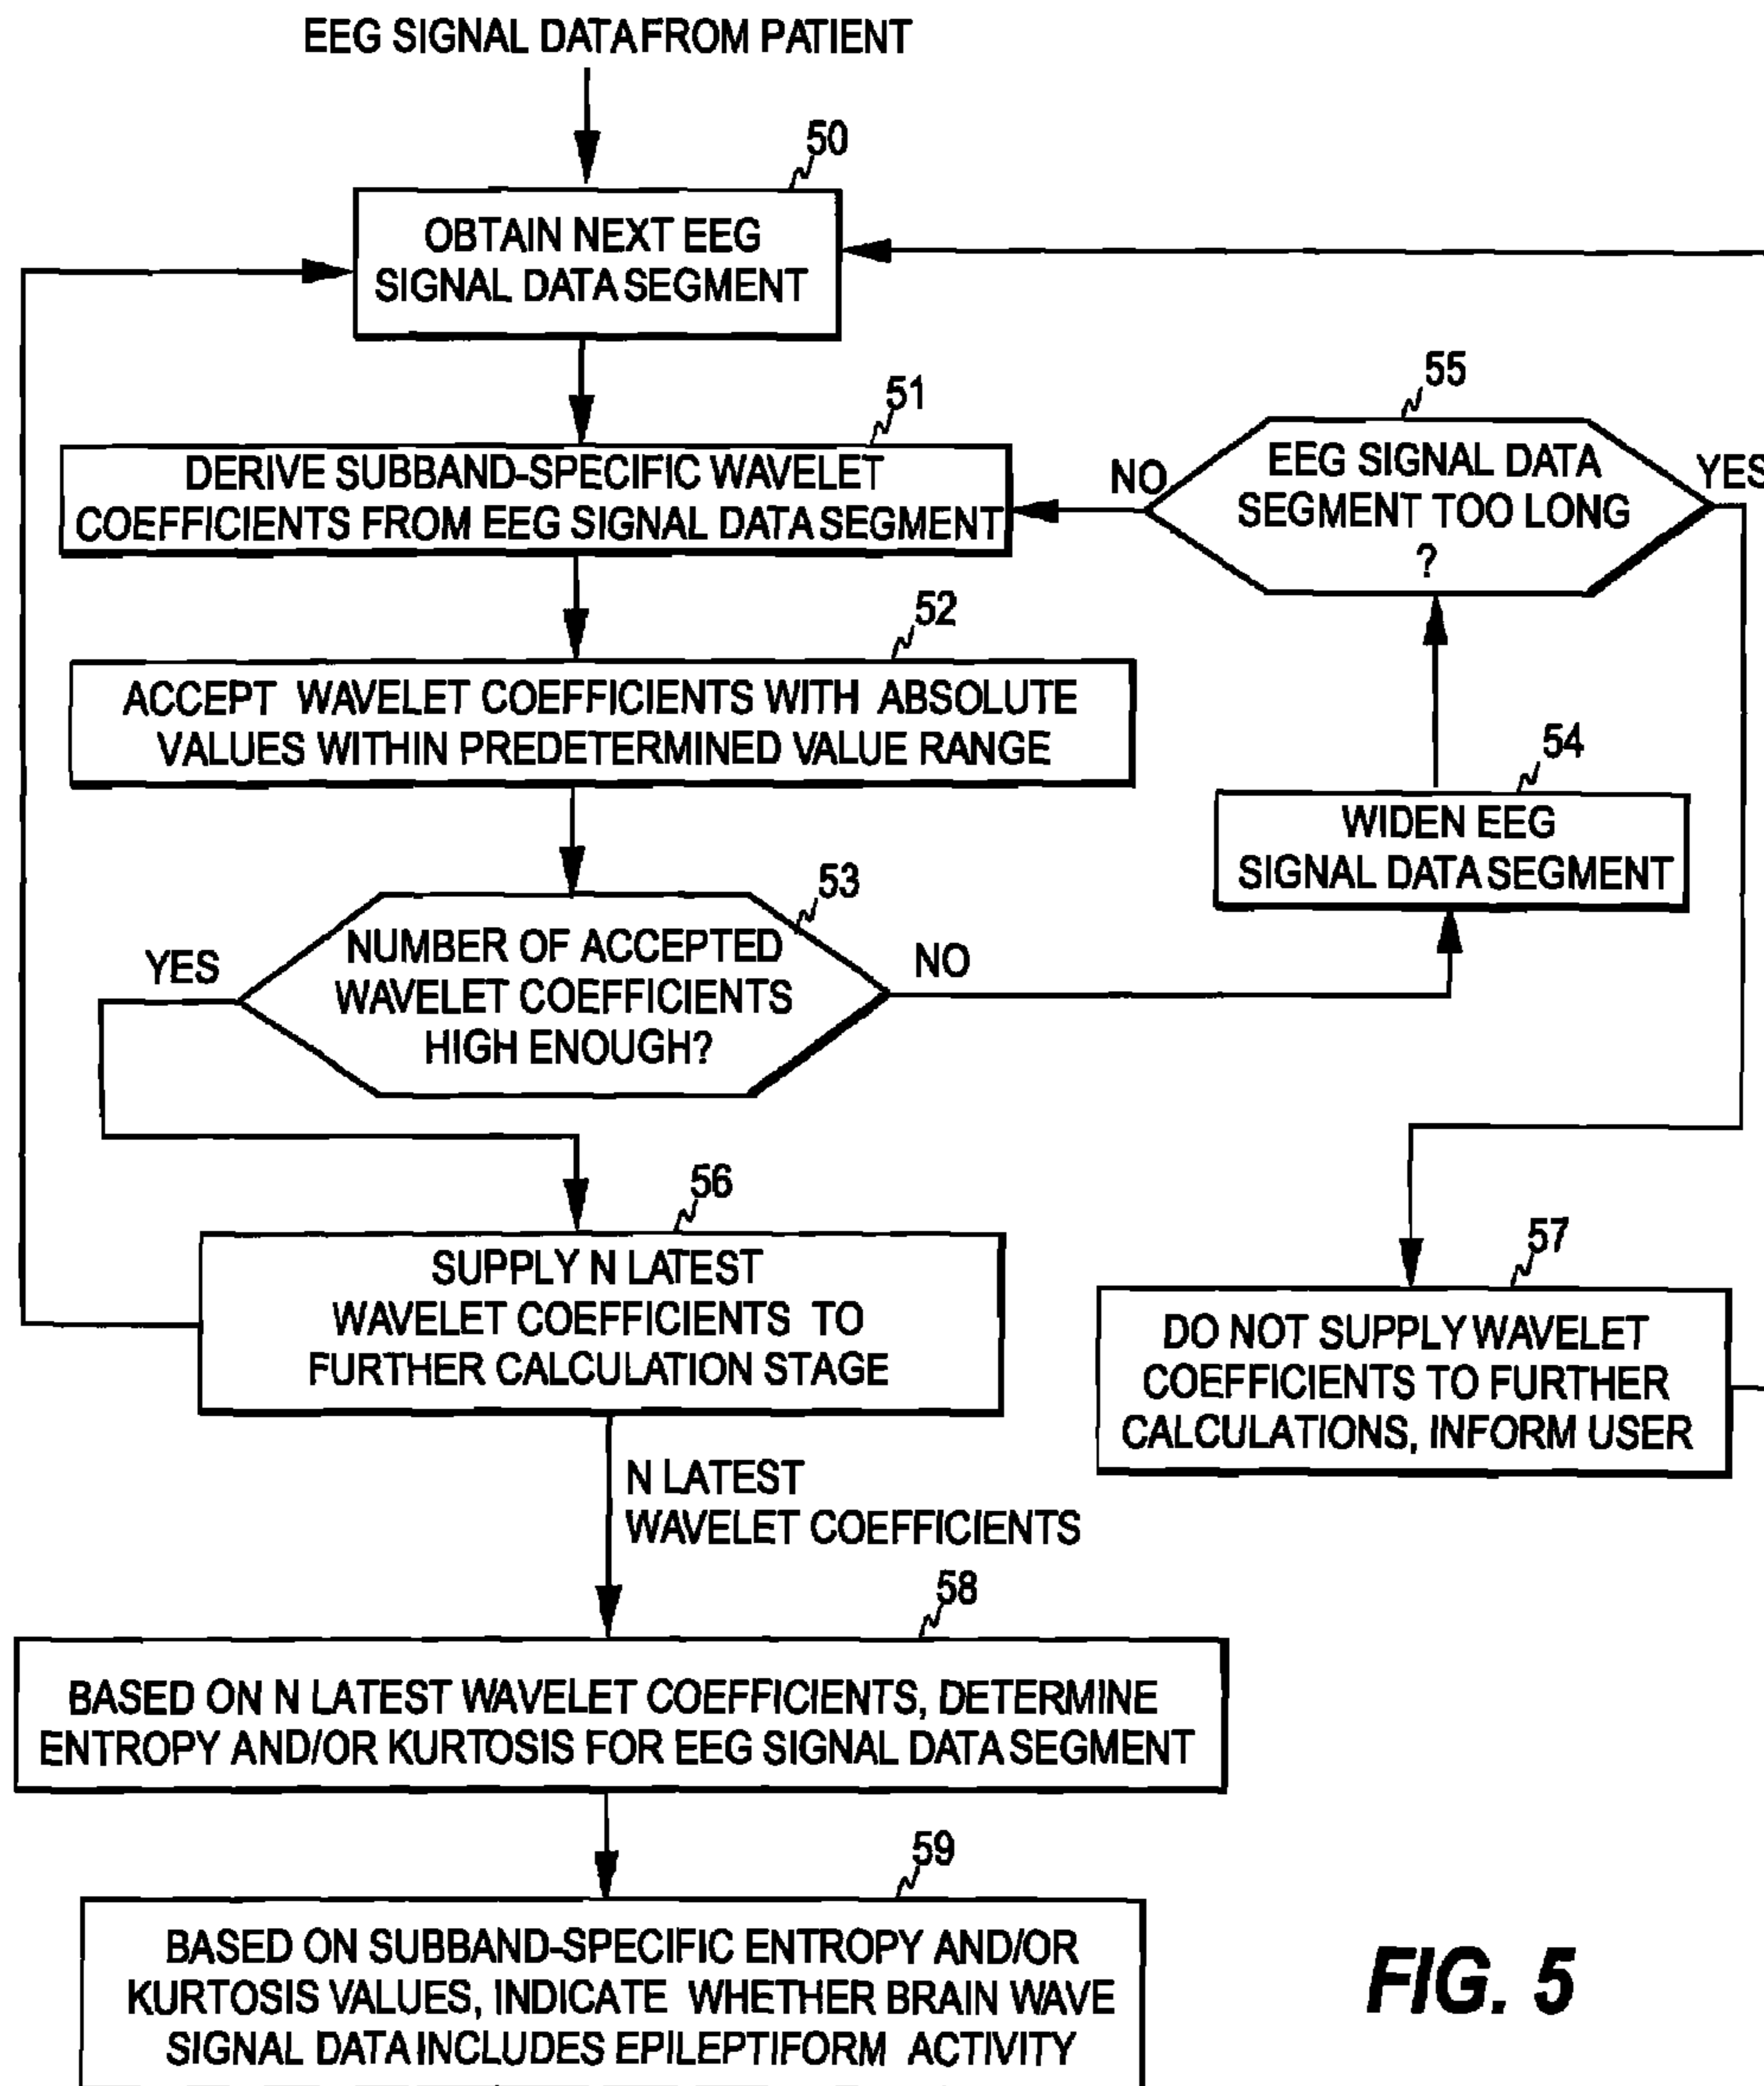 EEG SIGNAL DATA FROM PATIENT
50
OBTAIN NEXT EEG
SIGNAL DATA SEGMENT
51
DERIVE SUBBAND-SPECIFIC WAVELET
COEFFICIENTS FROM EEG SIGNAL DATA SEGMENT
55
EEG SIGNAL DATA
SEGMENT TOO LONG
?
NO
YES
52
ACCEPT WAVELET COEFFICIENTS WITH ABSOLUTE
VALUES WITHIN PREDETERMINED VALUE RANGE
54
WIDEN EEG
SIGNAL DATA SEGMENT
53
NUMBER OF ACCEPTED
WAVELET COEFFICIENTS
HIGH ENOUGH?
YES
NO
56
SUPPLY N LATEST
WAVELET COEFFICIENTS TO
FURTHER CALCULATION STAGE
57
DO NOT SUPPLY WAVELET
COEFFICIENTS TO FURTHER
CALCULATIONS, INFORM USER
N LATEST
WAVELET COEFFICIENTS
58
BASED ON N LATEST WAVELET COEFFICIENTS, DETERMINE
ENTROPY AND/OR KURTOSIS FOR EEG SIGNAL DATA SEGMENT
59
BASED ON SUBBAND-SPECIFIC ENTROPY AND/OR
KURTOSIS VALUES, INDICATE WHETHER BRAIN WAVE
SIGNAL DATA INCLUDES EPILEPTIFORM ACTIVITY
FIG. 5